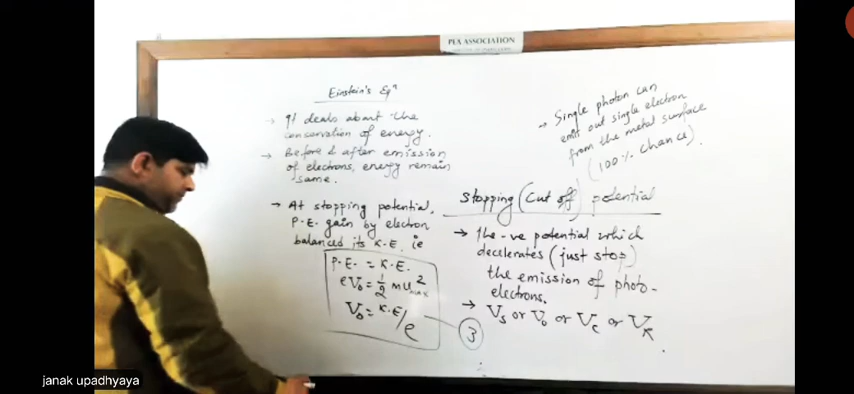 PEX ASSOCIATION
Einstein's Eqⁿ
→ It deals about the
conservation of energy.
→ Before & after emission
of electrons, energy remain
same.
→ At stopping potential,
P.E. gain by electron
balanced its K.E. ie
P.E. = K.E.
eV₀ = 1/2 mu²max
V₀ = K.E/e
3
→ Single photon can
emit out single electron
from the metal surface
(100% chance).
Stopping (Cut off) potential
→ The -ve potential which
decelerates (just stop)
the emission of photo-
electrons.
→ Vs or V₀ or Vc or VR
janak upadhyaya